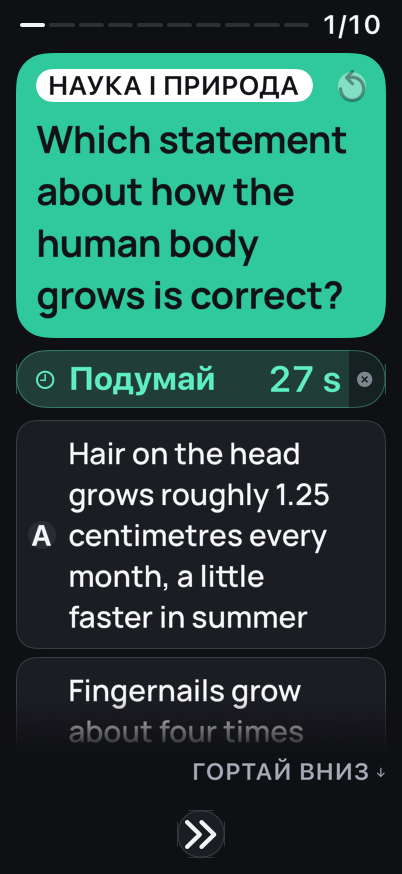 1/10
НАУКА І ПРИРОДА
Which statement
about how the
human body
grows is correct?
Подумай 27 s
Hair on the head
grows roughly 1.25
A centimetres every
month, a little
faster in summer
Fingernails grow
about four times
ГОРТАЙ ВНИЗ ↓